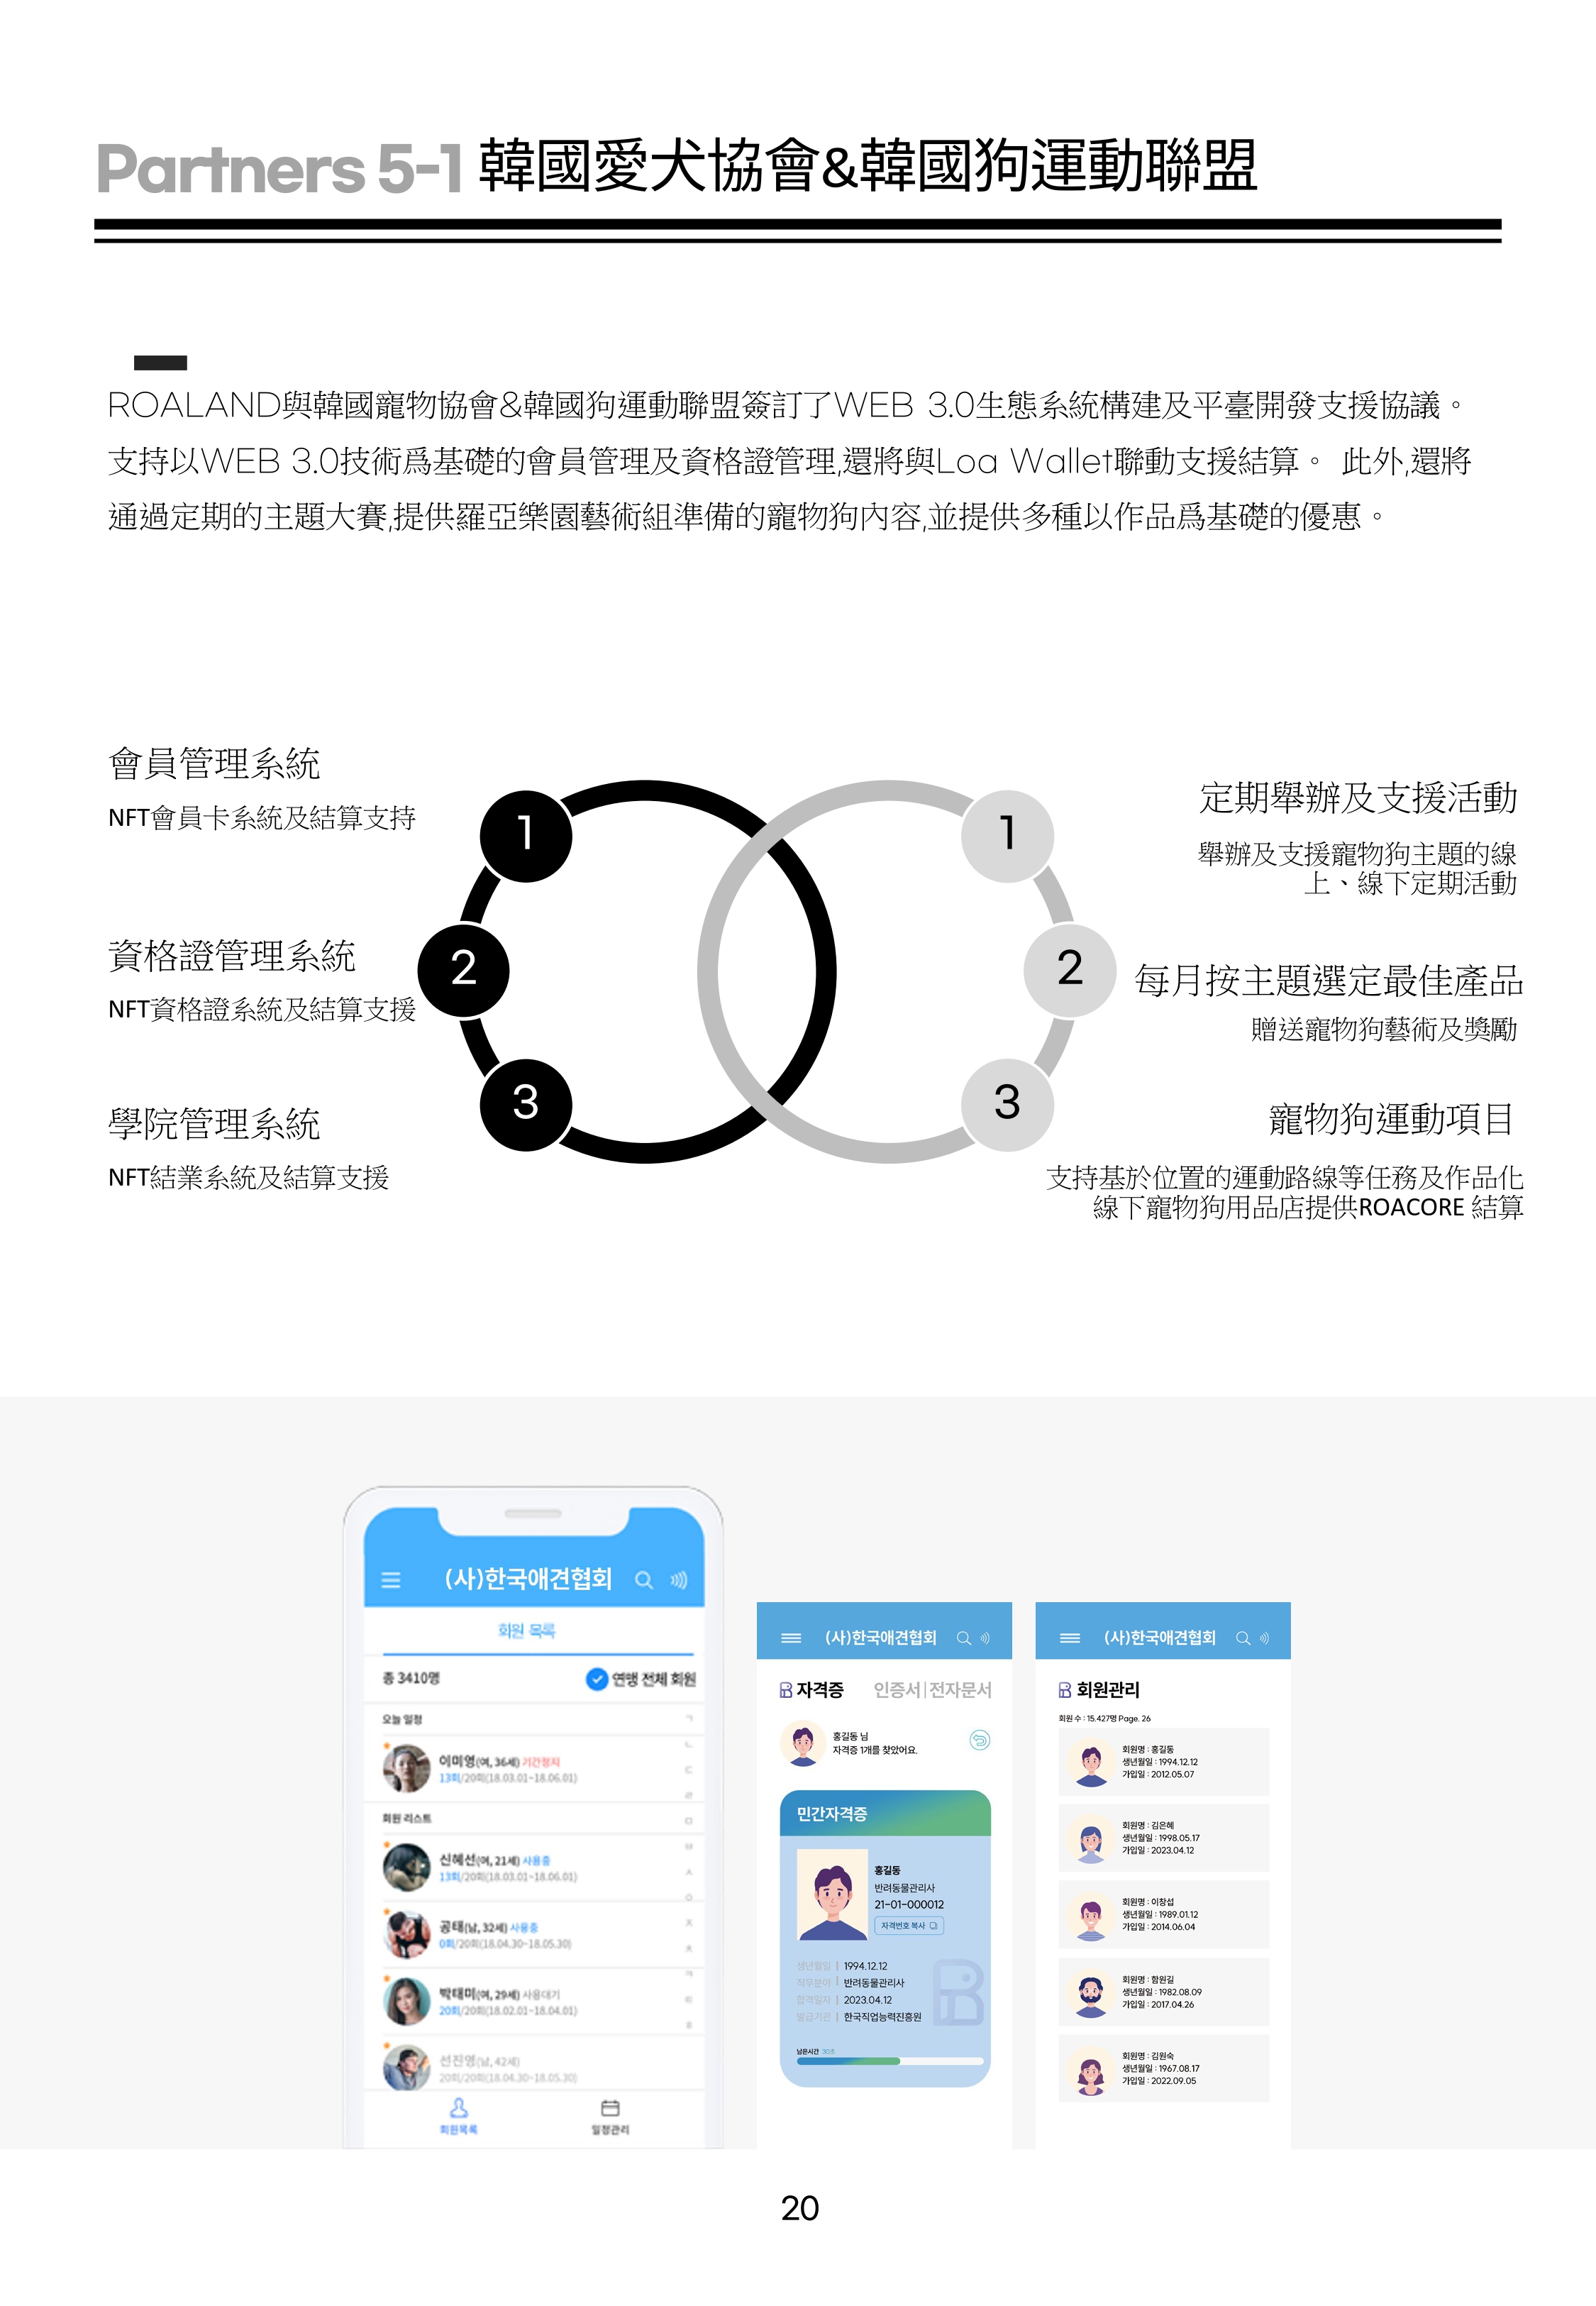 Partners 5-1 韓國愛犬協會&韓國狗運動聯盟
ROALAND與韓國寵物協會&韓國狗運動聯盟簽訂了WEB 3.0生態系統構建及平臺開發支援協議。
支持以WEB 3.0技術爲基礎的會員管理及資格證管理,還將與Loa Wallet聯動支援結算。 此外,還將
通過定期的主題大賽,提供羅亞樂園藝術組準備的寵物狗內容,並提供多種以作品爲基礎的優惠。
會員管理系統
NFT會員卡系統及結算支持
資格證管理系統
NFT資格證系統及結算支援
學院管理系統
NFT結業系統及結算支援
1
2
3
1
2
3
定期舉辦及支援活動
舉辦及支援寵物狗主題的線
上、線下定期活動
每月按主題選定最佳產品
贈送寵物狗藝術及獎勵
寵物狗運動項目
支持基於位置的運動路線等任務及作品化
線下寵物狗用品店提供ROACORE 結算
(사)한국애견협회
회원 목록
총 3410명
연맹 전체 회원
오늘 일정
이미영(여, 36세) 기간정지
13회/20회(18.03.01~18.06.01)
회원 리스트
신혜선(여, 21세) 사용중
13회/20회(18.03.01~18.06.01)
공태(남, 32세) 사용중
0회/20회(18.04.30~18.05.30)
박태미(여, 29세) 사용대기
20회/20회(18.02.01~18.04.01)
선진영(남, 42세)
20회/20회(18.04.30~18.05.30)
회원목록
일정관리
(사)한국애견협회
자격증 인증서|전자문서
홍길동 님
자격증 1개를 찾았어요.
민간자격증
홍길동
반려동물관리사
21-01-000012
자격번호 복사
생년월일 | 1994.12.12
직무분야 | 반려동물관리사
합격일자 | 2023.04.12
발급기관 | 한국직업능력진흥원
남은시간 30초
(사)한국애견협회
회원관리
회원 수 : 15.427명 Page. 26
회원명 : 홍길동
생년월일 : 1994.12.12
가입일 : 2012.05.07
회원명 : 김은혜
생년월일 : 1998.05.17
가입일 : 2023.04.12
회원명 : 이창섭
생년월일 : 1989.01.12
가입일 : 2014.06.04
회원명 : 함원길
생년월일 : 1982.08.09
가입일 : 2017.04.26
회원명 : 김원숙
생년월일 : 1967.08.17
가입일 : 2022.09.05
20